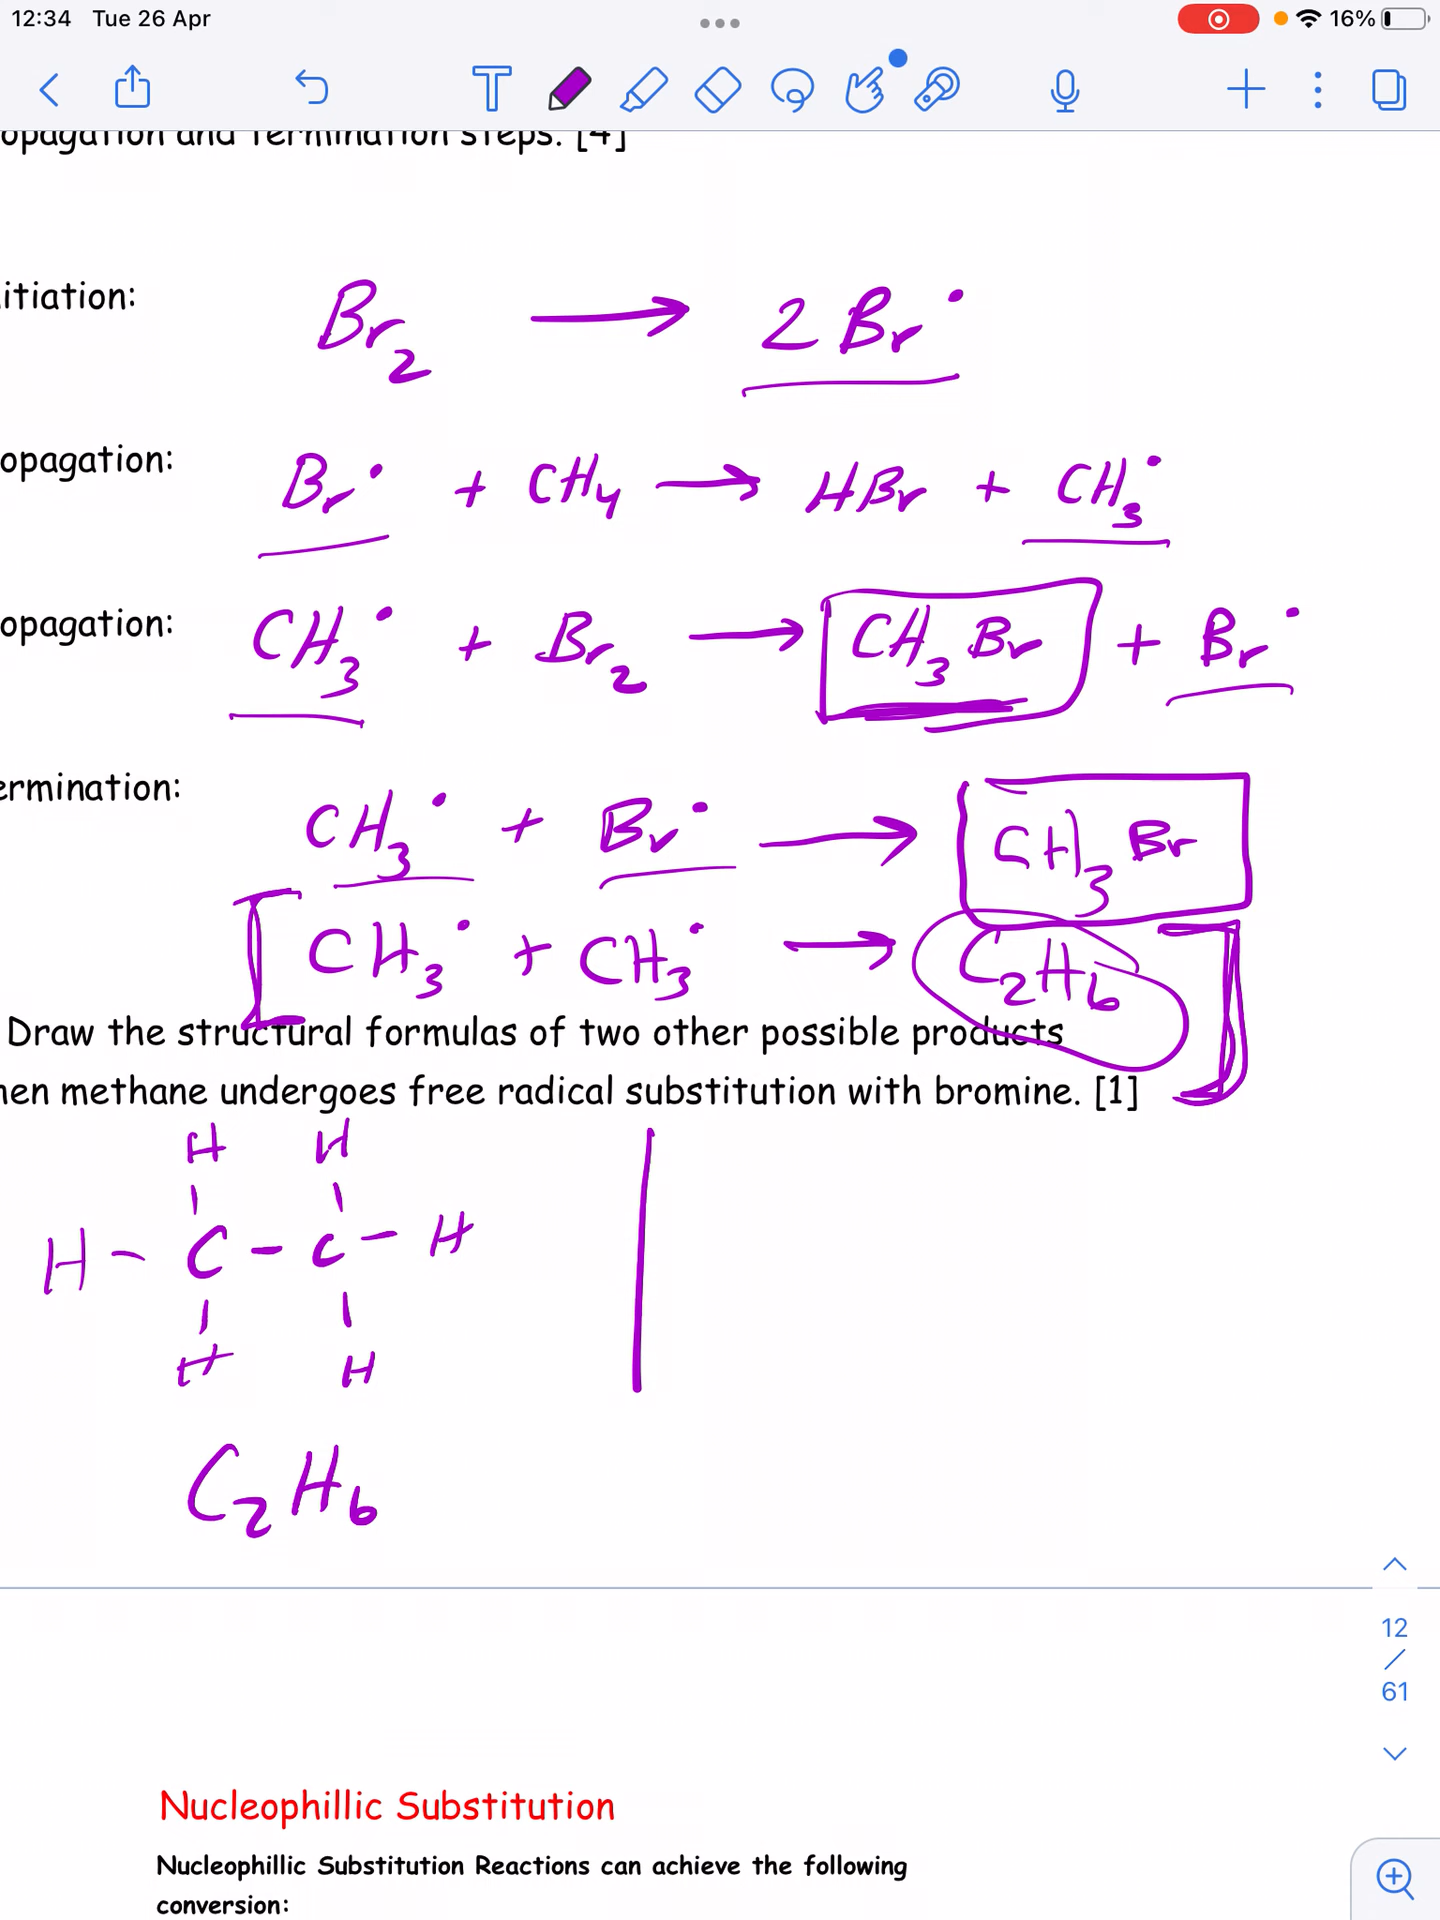 12:34 Tue 26 Apr 16%
opagation and termination steps. [4]
itiation: Br₂ → 2Br•
opagation: Br• + CH₄ → HBr + CH₃•
opagation: CH₃• + Br₂ → CH₃Br + Br•
ermination: CH₃• + Br• → CH₃Br
CH₃• + CH₃• → C₂H₆
Draw the structural formulas of two other possible products
hen methane undergoes free radical substitution with bromine. [1]
H H
H - C - C - H
H H
C₂H₆
12
/
61
Nucleophillic Substitution
Nucleophillic Substitution Reactions can achieve the following
conversion: